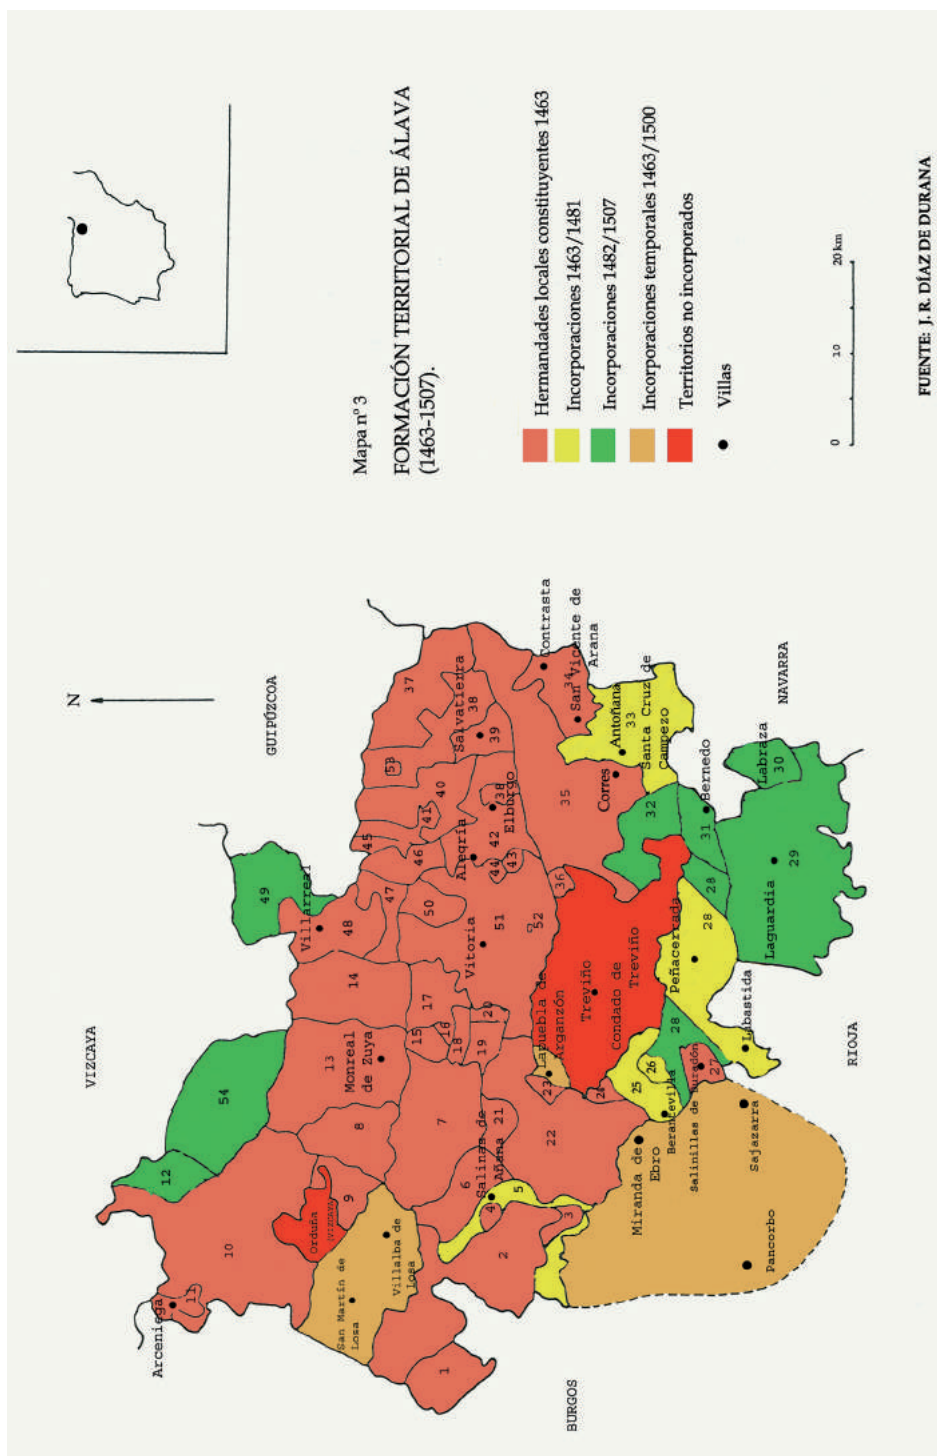 Mapa nº 3
FORMACIÓN TERRITORIAL DE ÁLAVA
(1463-1507).
Hermandades locales constituyentes 1463
Incorporaciones 1463/1481
Incorporaciones 1482/1507
Incorporaciones temporales 1463/1500
Territorios no incorporados
Villas
0
10
20 km
FUENTE: J. R. DÍAZ DE DURANA
N
VIZCAYA
GUIPÚZCOA
NAVARRA
RIOJA
BURGOS
Arceniega
11
10
12
54
Orduña
(VIZCAYA)
9
8
13
Monreal
de Zuya
14
Villarreal
49
48
47
San Martín de
Losa
Villalba de
Losa
1
2
3
4
5
6
Salinas de
Añana
7
15
16
17
18
19
20
21
22
23
24
Lapuebla de
Arganzón
Vitoria
50
51
52
46
45
Alegría
44
43
42
41
40
38
Elburgo
53
37
38
Salvatierra
39
Contrasta
34
San Vicente de
Arana
35
36
Antoñana
33
Santa Cruz de
Campezo
Corres
32
Treviño
Condado de
Treviño
Bernedo
31
Labraza
30
29
Laguardia
28
28
Peñacerrada
28
Labastida
25
26
Berantevilla
27
Salinillas de Buradón
Miranda de
Ebro
Sajazarra
Pancorbo